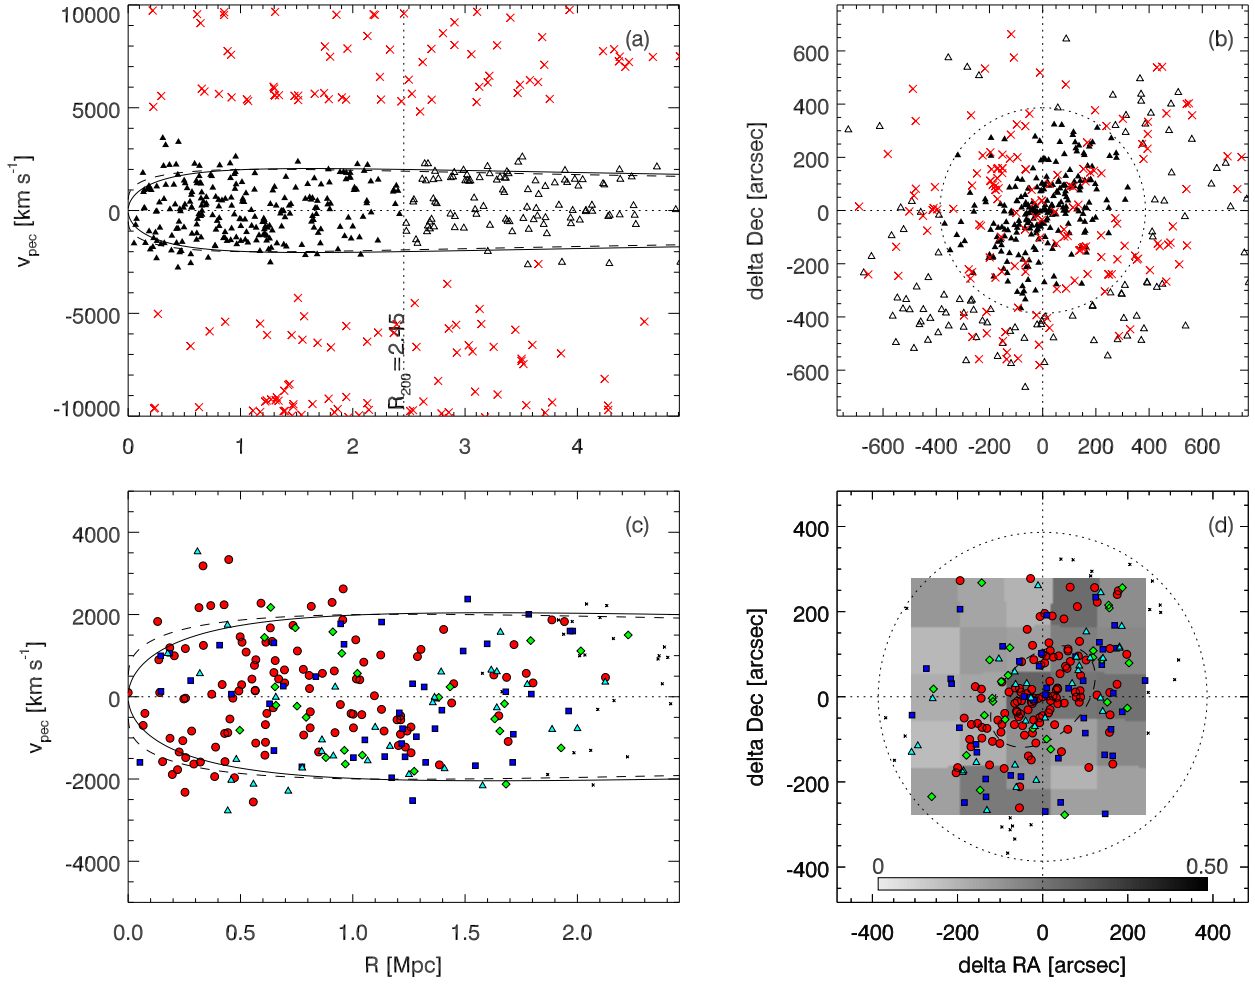 (a)
10000
5000
0
-5000
-10000
v_pec [km s^-1]
R_200=2.45
0 1 2 3 4
(b)
600
400
200
0
-200
-400
-600
delta Dec [arcsec]
-600 -400 -200 0 200 400 600
(c)
4000
2000
0
-2000
-4000
v_pec [km s^-1]
0.0 0.5 1.0 1.5 2.0
R [Mpc]
(d)
400
200
0
-200
-400
delta Dec [arcsec]
0 0.50
-400 -200 0 200 400
delta RA [arcsec]